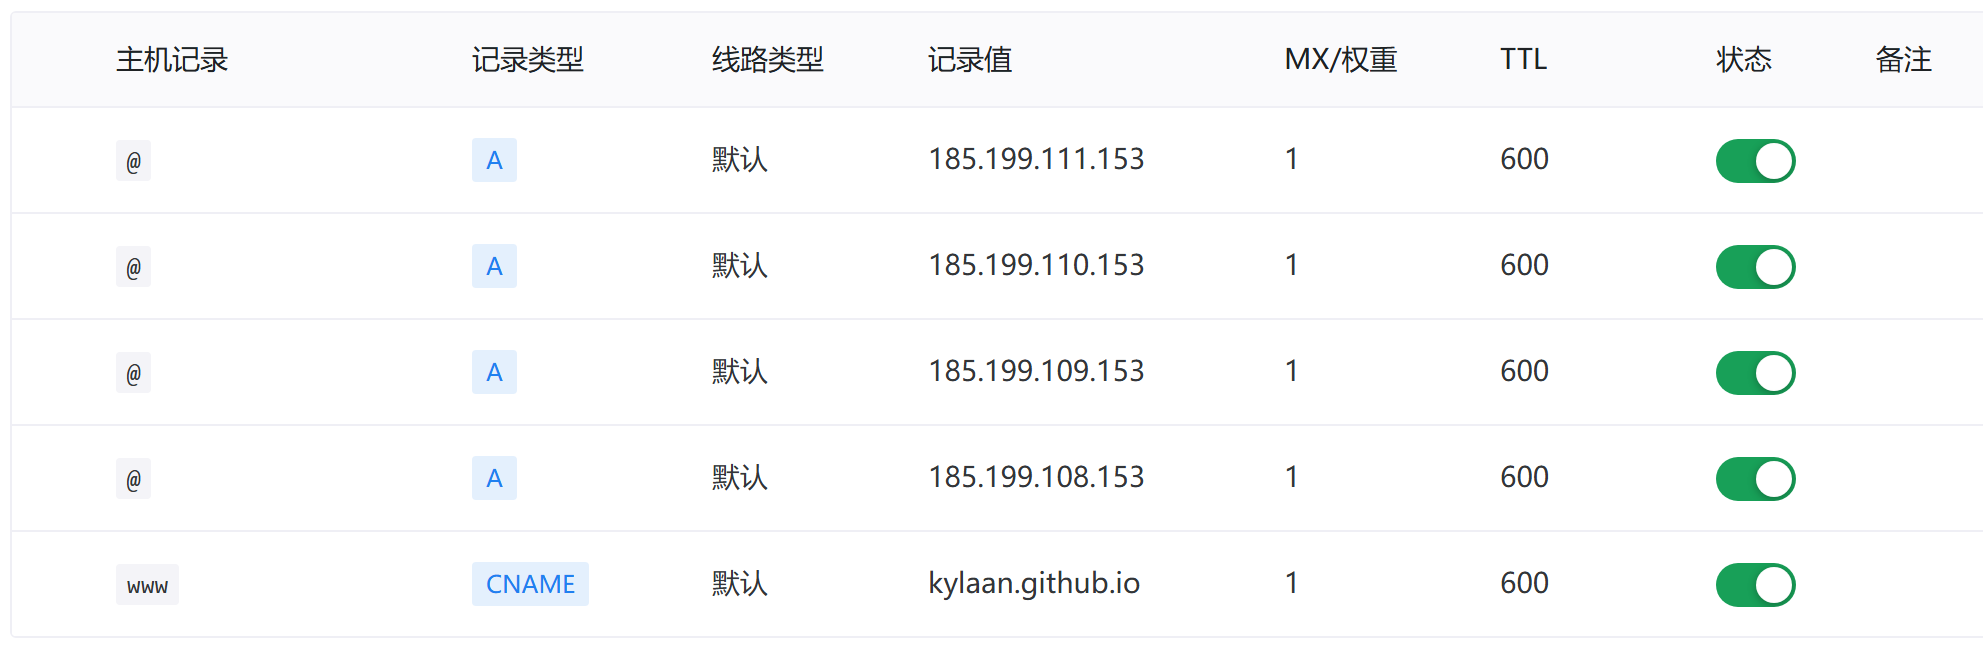 主机记录 记录类型 线路类型 记录值 MX/权重 TTL 状态 备注
@ A 默认 185.199.111.153 1 600
@ A 默认 185.199.110.153 1 600
@ A 默认 185.199.109.153 1 600
@ A 默认 185.199.108.153 1 600
www CNAME 默认 kylaan.github.io 1 600